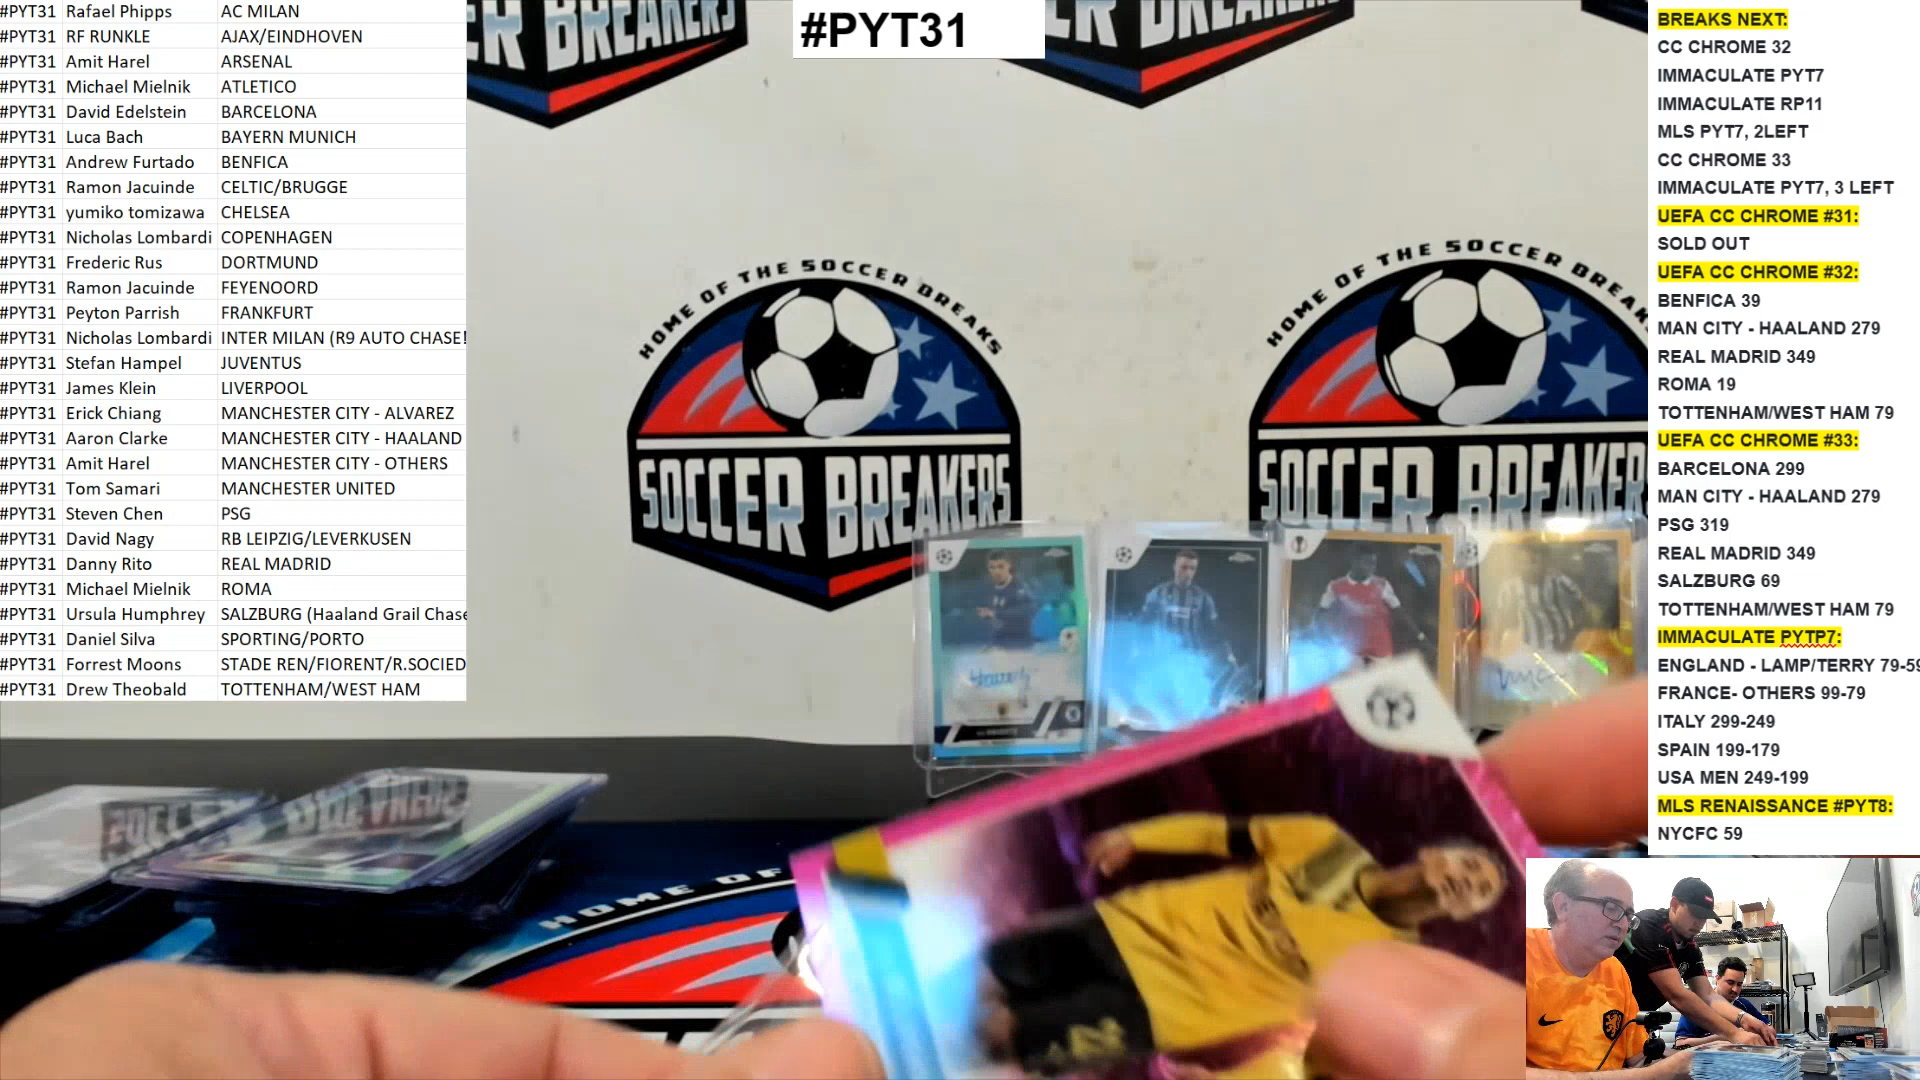 #PYT31 Rafael Phipps AC MILAN
#PYT31 RF RUNKLE AJAX/EINDHOVEN
#PYT31 Amit Harel ARSENAL
#PYT31 Michael Mielnik ATLETICO
#PYT31 David Edelstein BARCELONA
#PYT31 Luca Bach BAYERN MUNICH
#PYT31 Andrew Furtado BENFICA
#PYT31 Ramon Jacuinde CELTIC/BRUGGE
#PYT31 yumiko tomizawa CHELSEA
#PYT31 Nicholas Lombardi COPENHAGEN
#PYT31 Frederic Rus DORTMUND
#PYT31 Ramon Jacuinde FEYENOORD
#PYT31 Peyton Parrish FRANKFURT
#PYT31 Nicholas Lombardi INTER MILAN (R9 AUTO CHASE!
#PYT31 Stefan Hampel JUVENTUS
#PYT31 James Klein LIVERPOOL
#PYT31 Erick Chiang MANCHESTER CITY - ALVAREZ
#PYT31 Aaron Clarke MANCHESTER CITY - HAALAND
#PYT31 Amit Harel MANCHESTER CITY - OTHERS
#PYT31 Tom Samari MANCHESTER UNITED
#PYT31 Steven Chen PSG
#PYT31 David Nagy RB LEIPZIG/LEVERKUSEN
#PYT31 Danny Rito REAL MADRID
#PYT31 Michael Mielnik ROMA
#PYT31 Ursula Humphrey SALZBURG (Haaland Grail Chase
#PYT31 Daniel Silva SPORTING/PORTO
#PYT31 Forrest Moons STADE REN/FIORENT/R.SOCIED
#PYT31 Drew Theobald TOTTENHAM/WEST HAM
#PYT31
ER BREAKERS
ER BREAKERS
HOME OF THE SOCCER BREAKS
SOCCER BREAKERS
HOME OF THE SOCCER BREAKS
SOCCER BREAKER
HOME OF
BREAKS NEXT:
CC CHROME 32
IMMACULATE PYT7
IMMACULATE RP11
MLS PYT7, 2LEFT
CC CHROME 33
IMMACULATE PYT7, 3 LEFT
UEFA CC CHROME #31:
SOLD OUT
UEFA CC CHROME #32:
BENFICA 39
MAN CITY - HAALAND 279
REAL MADRID 349
ROMA 19
TOTTENHAM/WEST HAM 79
UEFA CC CHROME #33:
BARCELONA 299
MAN CITY - HAALAND 279
PSG 319
REAL MADRID 349
SALZBURG 69
TOTTENHAM/WEST HAM 79
IMMACULATE PYTP7:
ENGLAND - LAMP/TERRY 79-59
FRANCE- OTHERS 99-79
ITALY 299-249
SPAIN 199-179
USA MEN 249-199
MLS RENAISSANCE #PYT8:
NYCFC 59